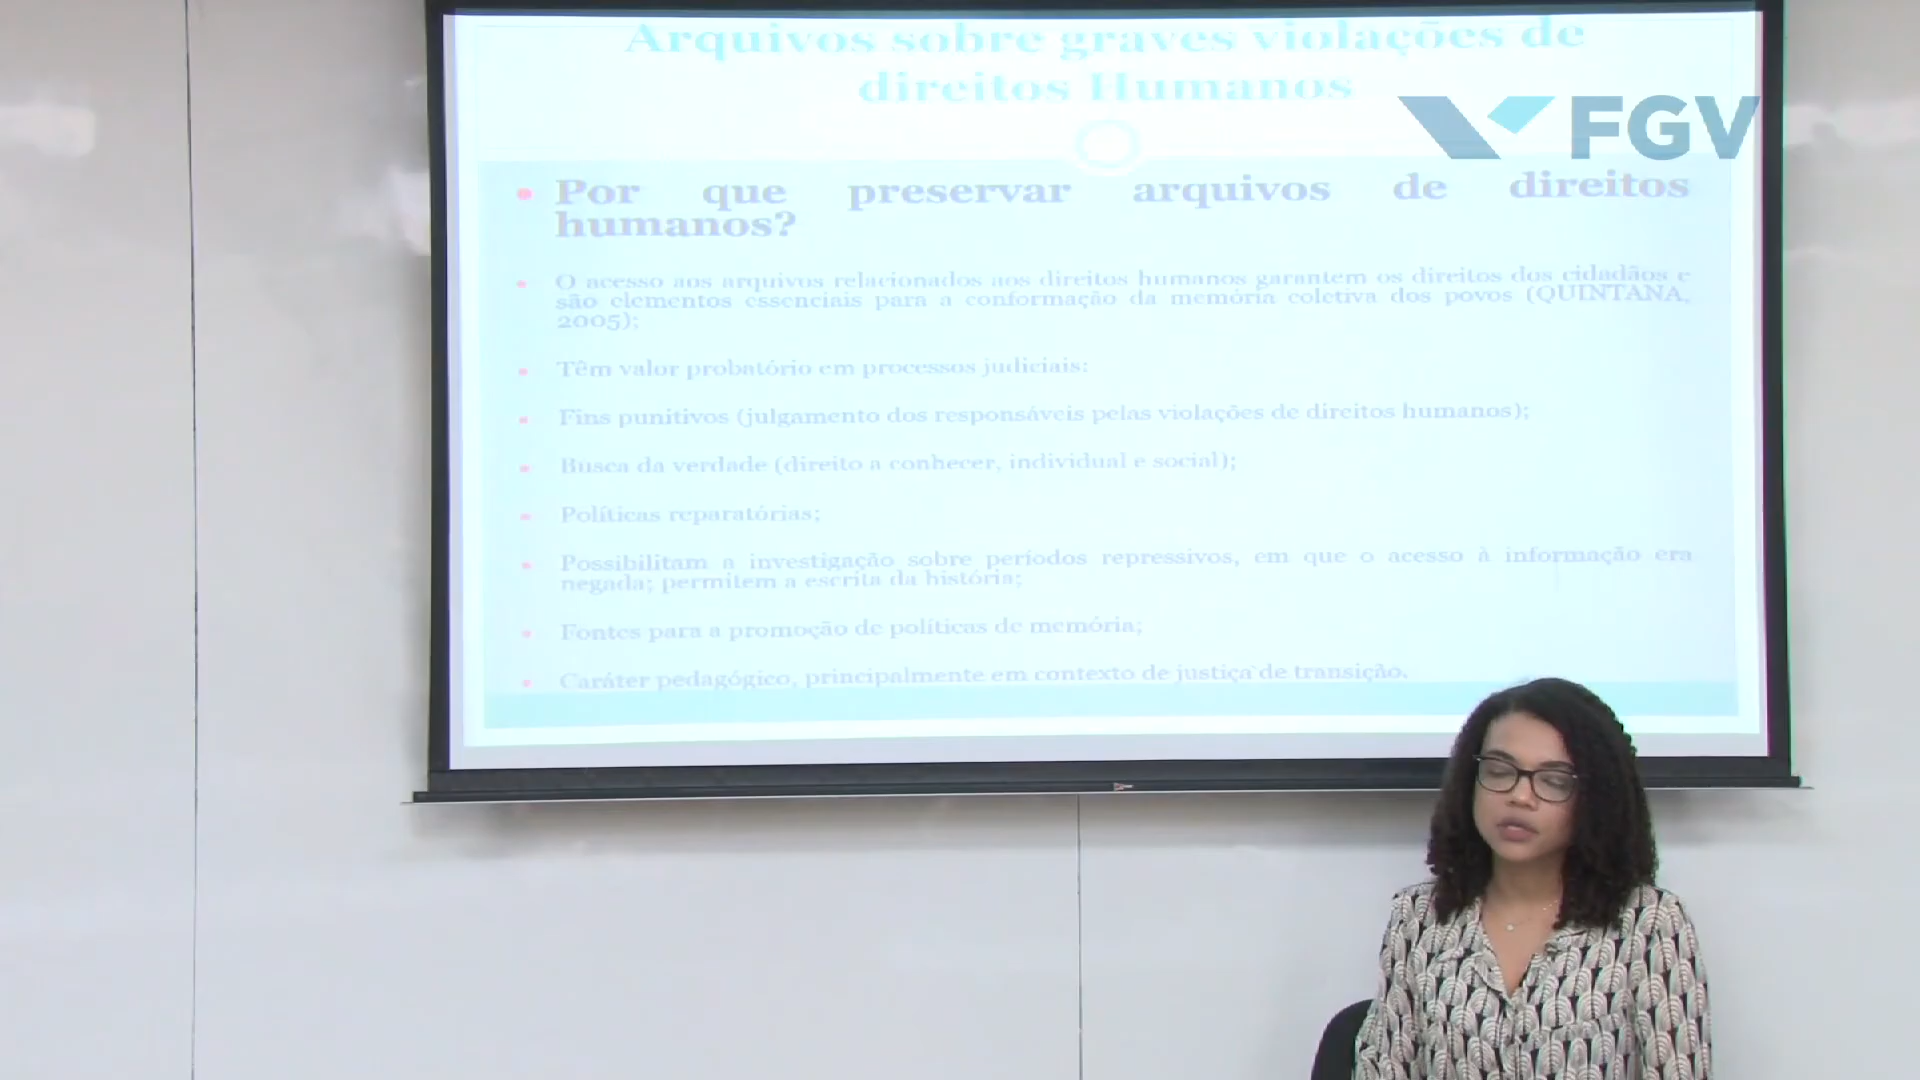 Arquivos sobre graves violações de
direitos Humanos
FGV
Por que preservar arquivos de direitos
humanos?
O acesso aos arquivos relacionados aos direitos humanos garantem os direitos dos cidadãos e
são elementos essenciais para a conformação da memória coletiva dos povos (QUINTANA,
2005);
Têm valor probatório em processos judiciais:
Fins punitivos (julgamento dos responsáveis pelas violações de direitos humanos);
Busca da verdade (direito a conhecer, individual e social);
Políticas reparatórias;
Possibilitam a investigação sobre períodos repressivos, em que o acesso à informação era
negada; permitem a escrita da história;
Fontes para a promoção de políticas de memória;
Caráter pedagógico, principalmente em contexto de justiça de transição.